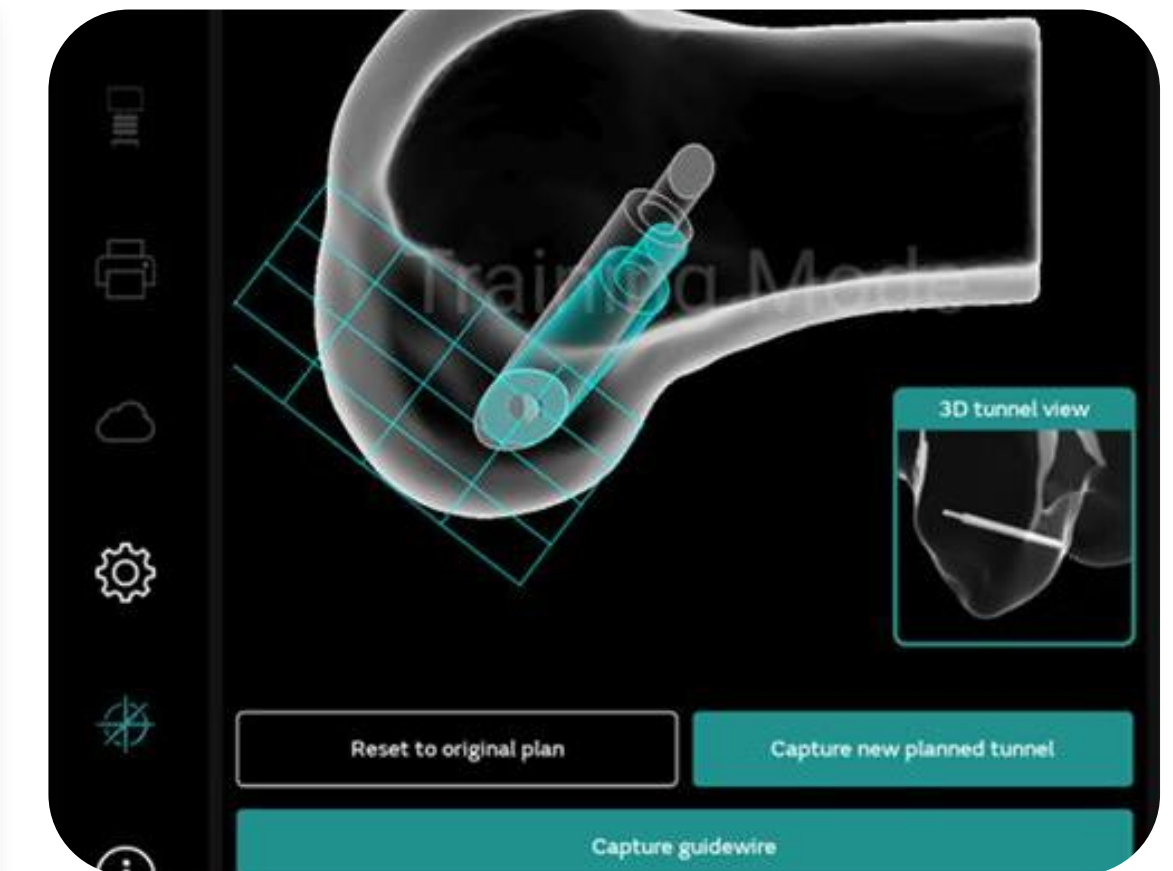 Training Mode
3D tunnel view
Reset to original plan
Capture new planned tunnel
Capture guidewire